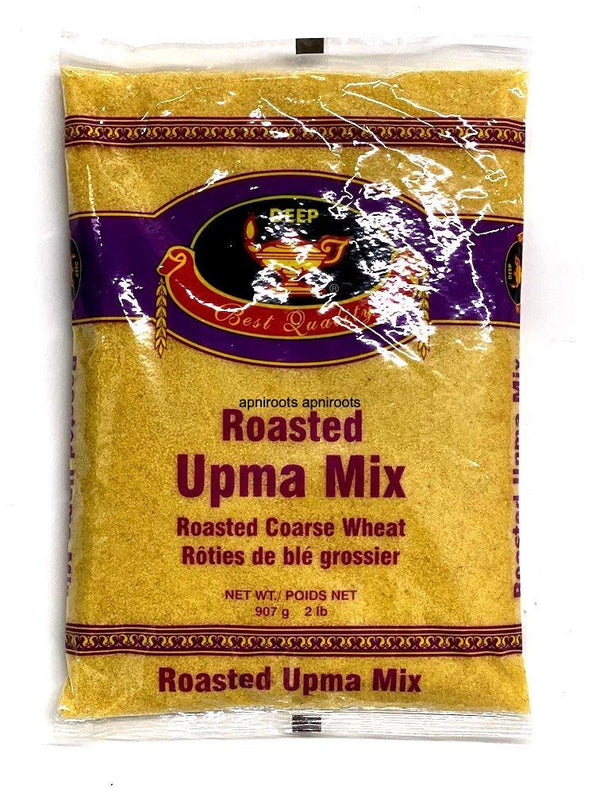 DEEP
®
Best Quality
DEEP
apniroots apniroots
Roasted
Upma Mix
Roasted Coarse Wheat
Rôties de blé grossier
NET WT./ POIDS NET
907 g 2 lb
Roasted Upma Mix
Roasted Upma Mix